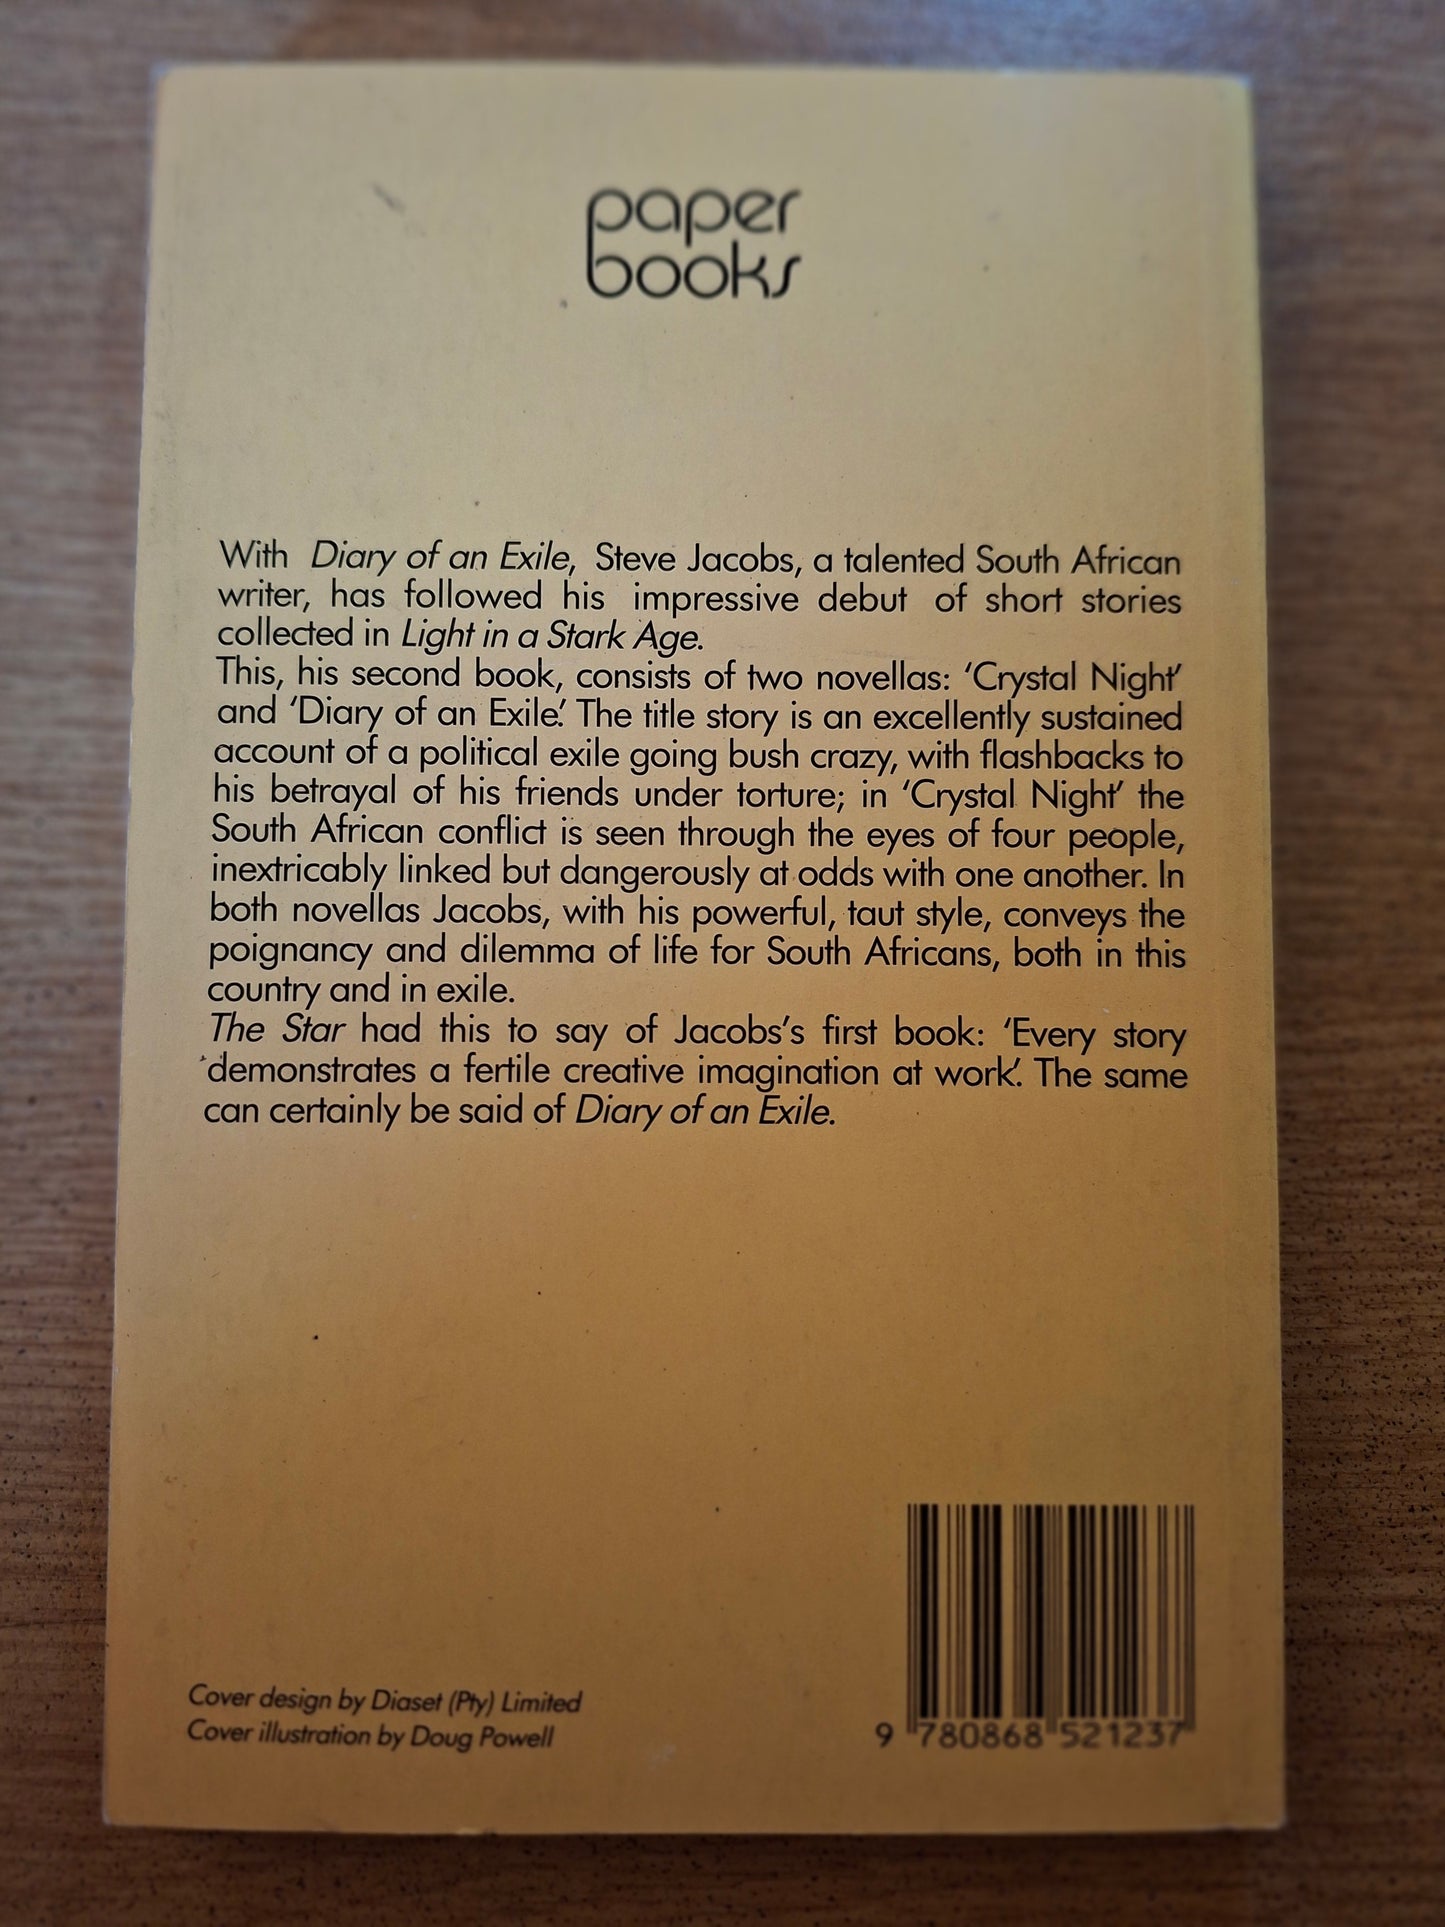 paper
books
With Diary of an Exile, Steve Jacobs, a talented South African
writer, has followed his impressive debut of short stories
collected in Light in a Stark Age.
This, his second book, consists of two novellas: ‘Crystal Night’
and ‘Diary of an Exile’. The title story is an excellently sustained
account of a political exile going bush crazy, with flashbacks to
his betrayal of his friends under torture; in ‘Crystal Night’ the
South African conflict is seen through the eyes of four people,
inextricably linked but dangerously at odds with one another. In
both novellas Jacobs, with his powerful, taut style, conveys the
poignancy and dilemma of life for South Africans, both in this
country and in exile.
The Star had this to say of Jacobs’s first book: ‘Every story
demonstrates a fertile creative imagination at work’. The same
can certainly be said of Diary of an Exile.
Cover design by Diaset (Pty) Limited
Cover illustration by Doug Powell
9 780868 521237